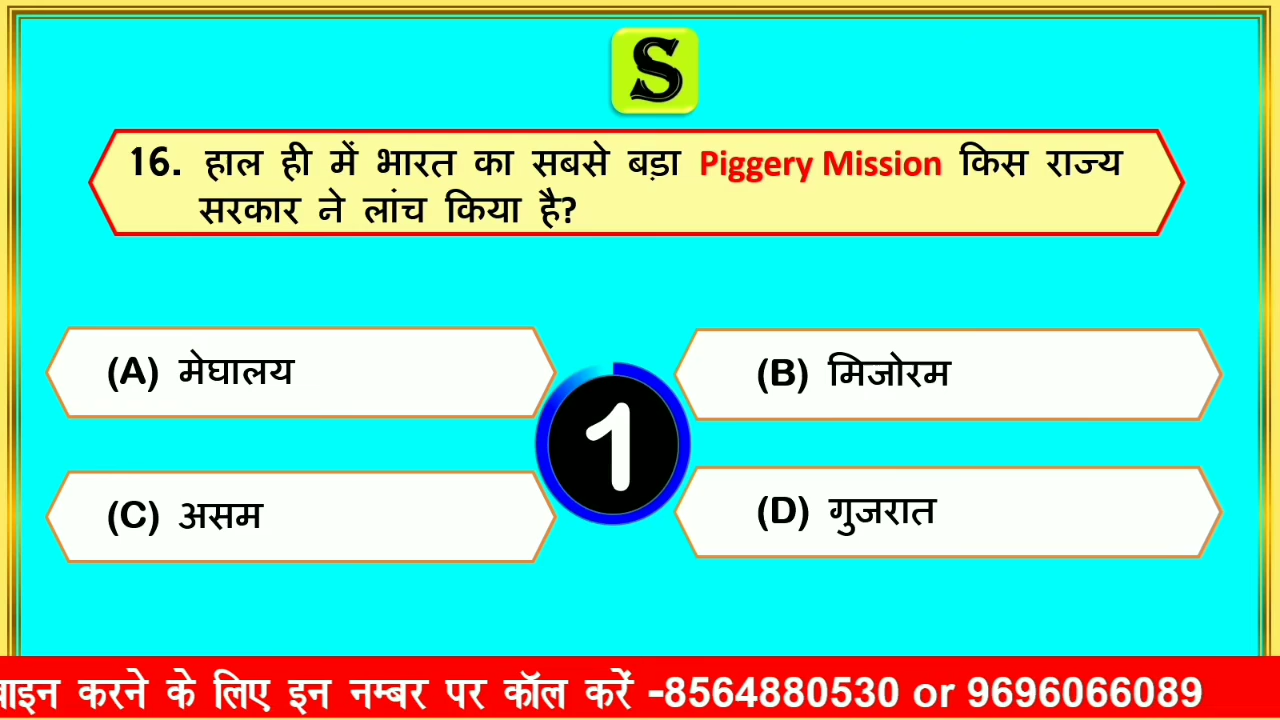 S
16. हाल ही में भारत का सबसे बड़ा Piggery Mission किस राज्य
सरकार ने लांच किया है?
(A) मेघालय
(B) मिजोरम
1
(C) असम
(D) गुजरात
करने के लिए इन नम्बर पर कॉल करें -8564880530 or 9696066089